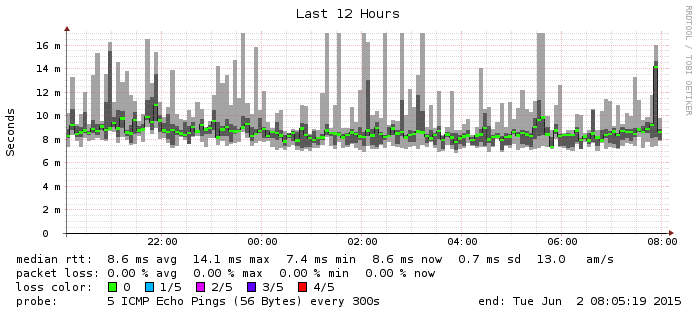 Last 12 Hours
RRDTOOL / TOBI OETIKER
Seconds
16 m
14 m
12 m
10 m
8 m
6 m
4 m
2 m
0
22:00 00:00 02:00 04:00 06:00 08:00
median rtt: 8.6 ms avg 14.1 ms max 7.4 ms min 8.6 ms now 0.7 ms sd 13.0 am/s
packet loss: 0.00 % avg 0.00 % max 0.00 % min 0.00 % now
loss color: 0 1/5 2/5 3/5 4/5
probe: 5 ICMP Echo Pings (56 Bytes) every 300s end: Tue Jun 2 08:05:19 2015